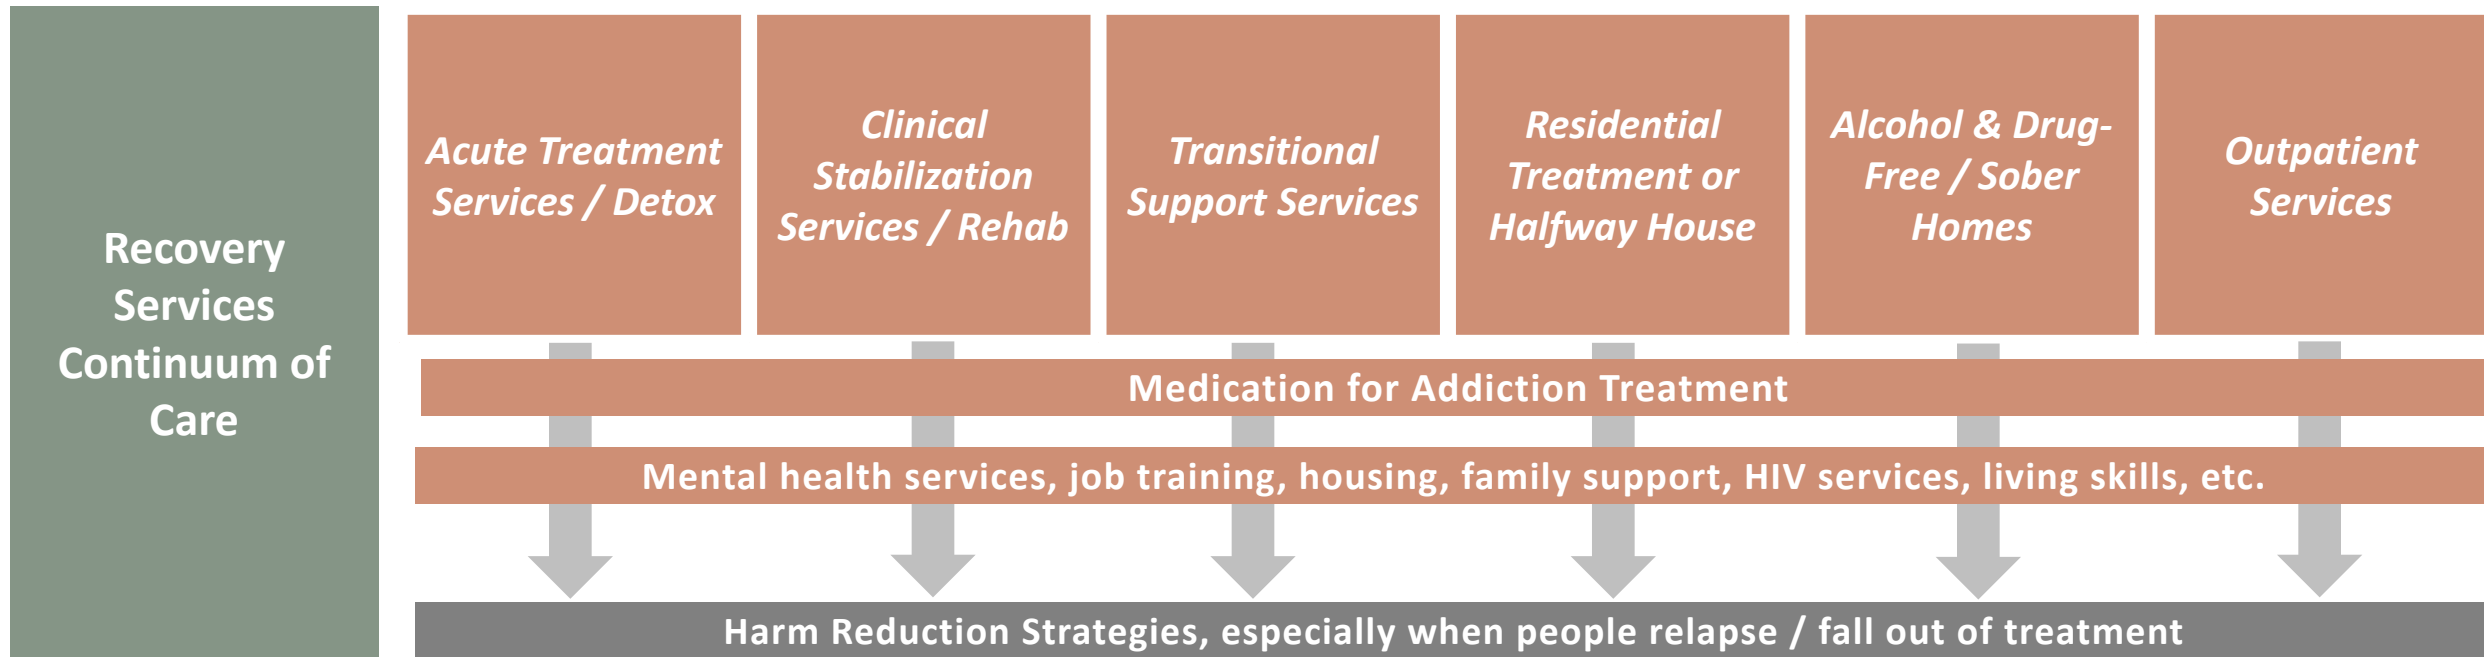 Recovery
Services
Continuum of
Care
Acute Treatment
Services / Detox
Clinical
Stabilization
Services / Rehab
Transitional
Support Services
Residential
Treatment or
Halfway House
Alcohol & Drug-
Free / Sober
Homes
Outpatient
Services
Medication for Addiction Treatment
Mental health services, job training, housing, family support, HIV services, living skills, etc.
Harm Reduction Strategies, especially when people relapse / fall out of treatment